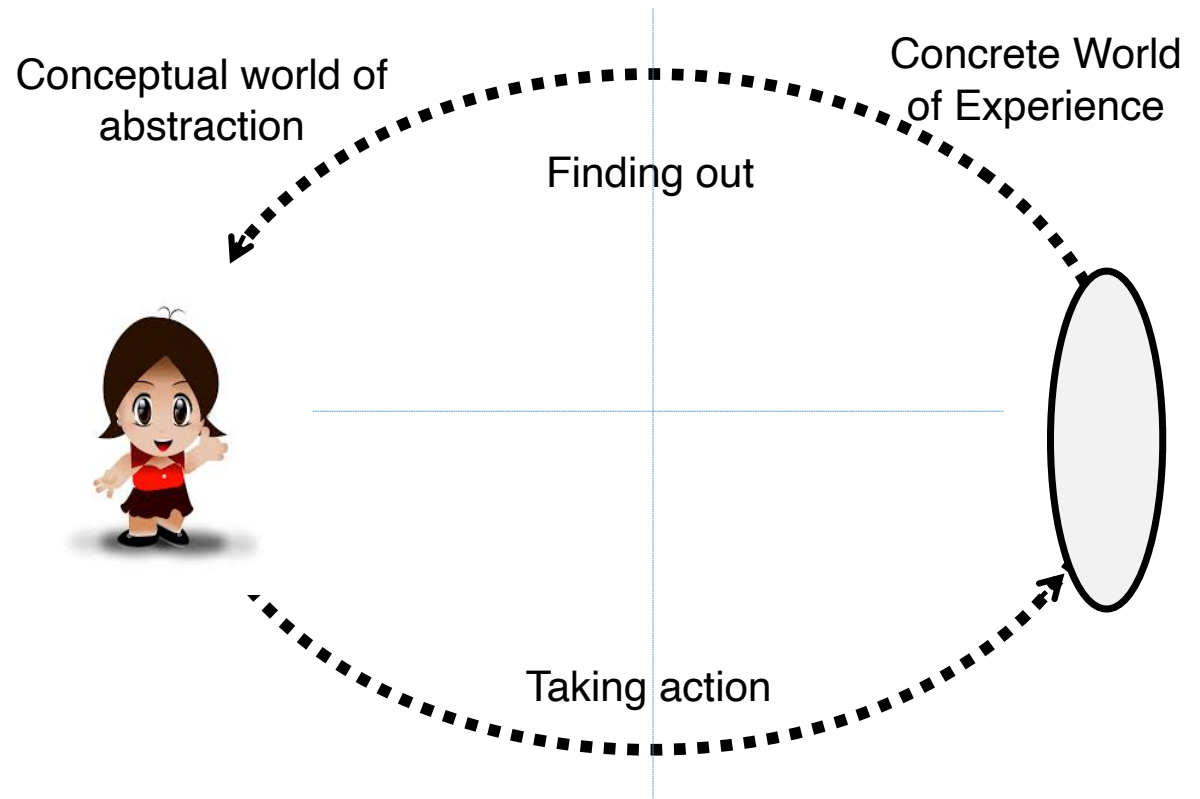 Conceptual world of
abstraction
Concrete World
of Experience
Finding out
Taking action